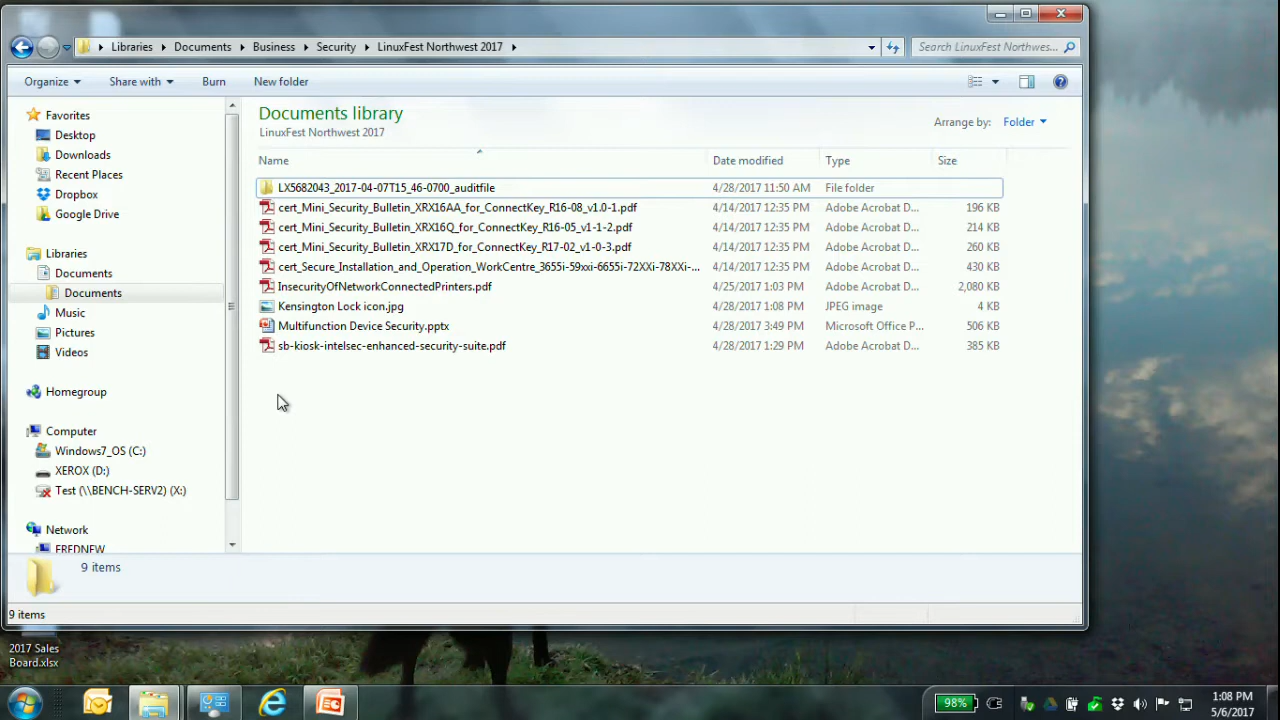 Libraries Documents Business Security LinuxFest Northwest 2017
Search LinuxFest Northwes...
Organize Share with Burn New folder
Favorites
Desktop
Downloads
Recent Places
Dropbox
Google Drive
Libraries
Documents
Documents
Music
Pictures
Videos
Homegroup
Computer
Windows7_OS (C:)
XEROX (D:)
Test (\\BENCH-SERV2) (X:)
Network
FREDNEW
Documents library
LinuxFest Northwest 2017
Arrange by: Folder
Name Date modified Type Size
LX5682043_2017-04-07T15_46-0700_auditfile 4/28/2017 11:50 AM File folder
cert_Mini_Security_Bulletin_XRX16AA_for_ConnectKey_R16-08_v1.0-1.pdf 4/14/2017 12:35 PM Adobe Acrobat D... 196 KB
cert_Mini_Security_Bulletin_XRX16Q_for_ConnectKey_R16-05_v1-1-2.pdf 4/14/2017 12:35 PM Adobe Acrobat D... 214 KB
cert_Mini_Security_Bulletin_XRX17D_for_ConnectKey_R17-02_v1-0-3.pdf 4/14/2017 12:35 PM Adobe Acrobat D... 260 KB
cert_Secure_Installation_and_Operation_WorkCentre_3655i-59xxi-6655i-72XXi-78XXi-... 4/14/2017 12:35 PM Adobe Acrobat D... 430 KB
InsecurityOfNetworkConnectedPrinters.pdf 4/25/2017 1:03 PM Adobe Acrobat D... 2,080 KB
Kensington Lock icon.jpg 4/28/2017 1:08 PM JPEG image 4 KB
Multifunction Device Security.pptx 4/28/2017 3:49 PM Microsoft Office P... 506 KB
sb-kiosk-intelsec-enhanced-security-suite.pdf 4/28/2017 1:29 PM Adobe Acrobat D... 385 KB
9 items
9 items
2017 Sales
Board.xlsx
98%
1:08 PM
5/6/2017